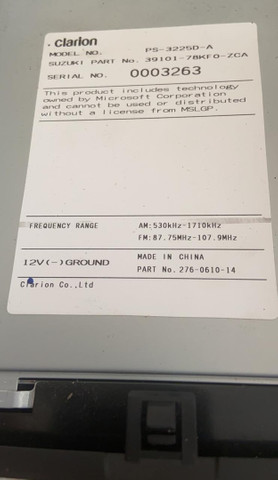 Clarion
MODEL NO. PS-3225D-A
SUZUKI PART No. 39101-78KF0-ZCA
SERIAL NO. 0003263
This product includes technology
owned by Microsoft Corporation
and cannot be used or distributed
without a license from MSLGP.
FREQUENCY RANGE AM:530kHz-1710kHz
FM:87.75MHz-107.9MHz
12V(-)GROUND MADE IN CHINA
PART No. 276-0610-14
Clarion Co.,Ltd